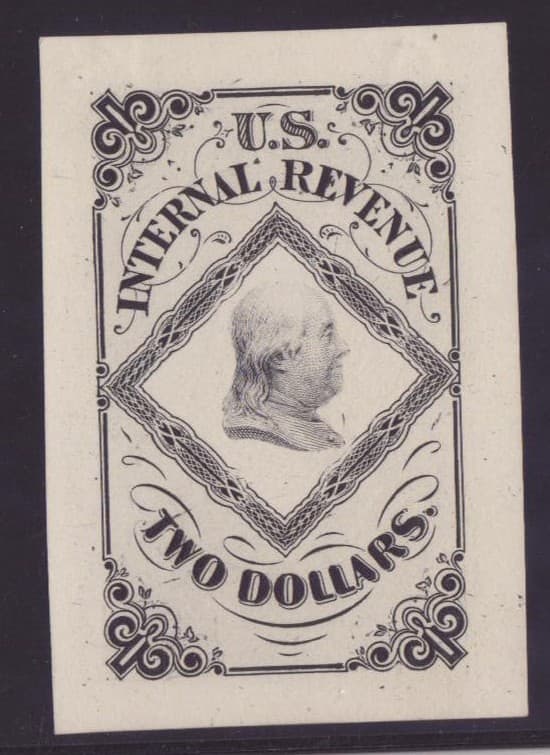 U.S.
INTERNAL REVENUE
TWO DOLLARS.